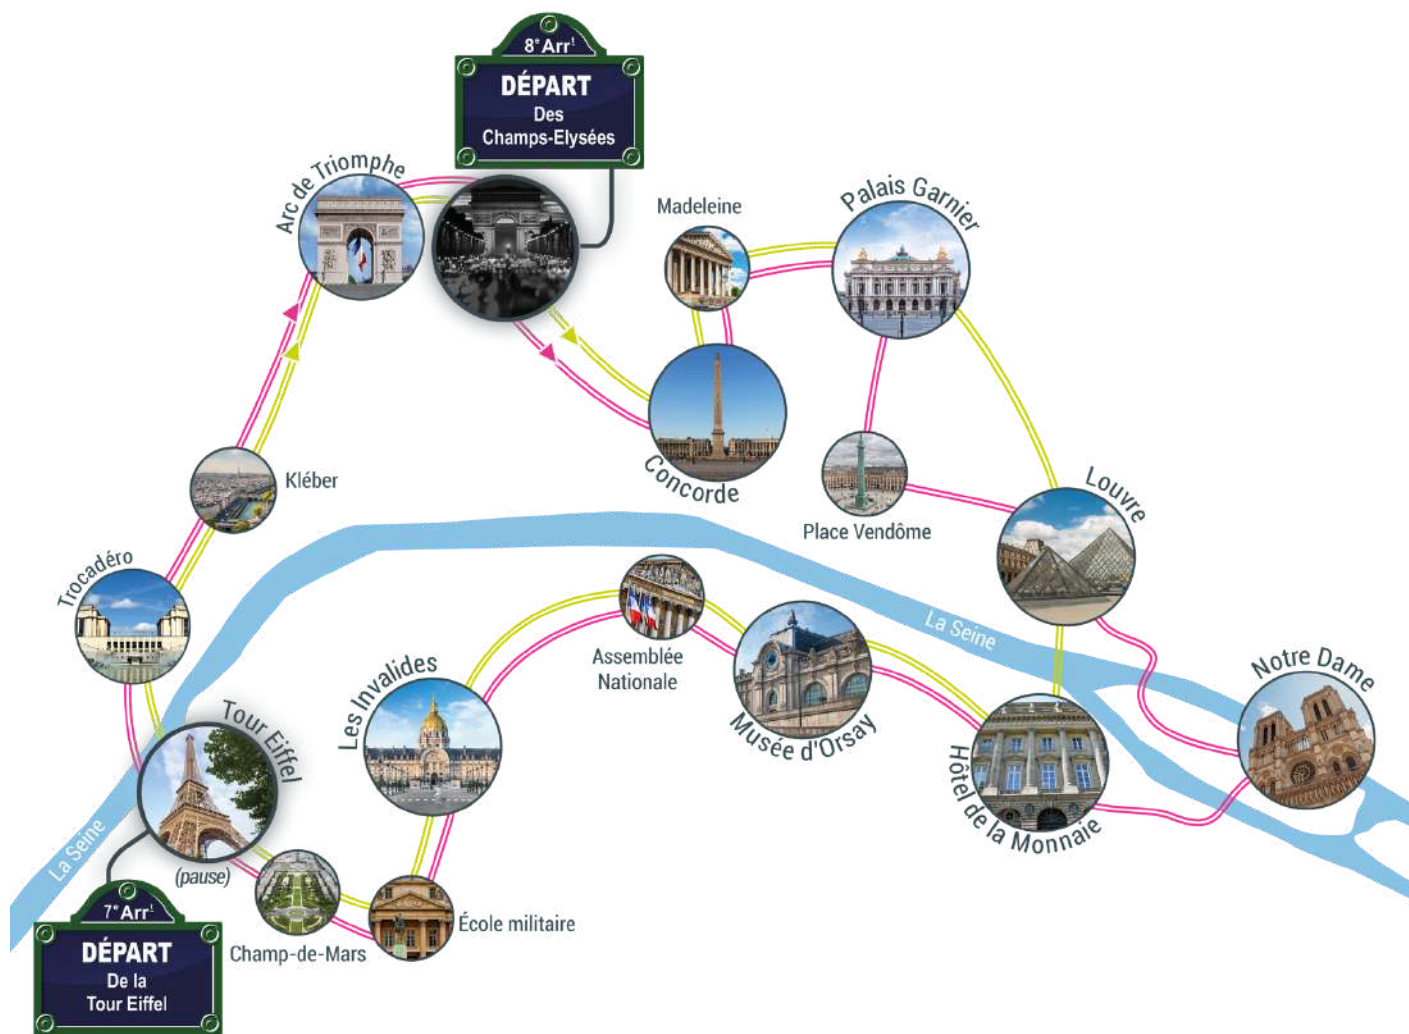 8e Arrt
DÉPART
Des
Champs-Elysées
Arc de Triomphe
Madeleine
Palais Garnier
Concorde
Kléber
Place Vendôme
Louvre
Trocadéro
La Seine
Assemblée
Nationale
Notre Dame
Les Invalides
Tour Eiffel
Musée d'Orsay
Hôtel de la Monnaie
La Seine
(pause)
7e Arrt
DÉPART
De la
Tour Eiffel
Champ-de-Mars
École militaire